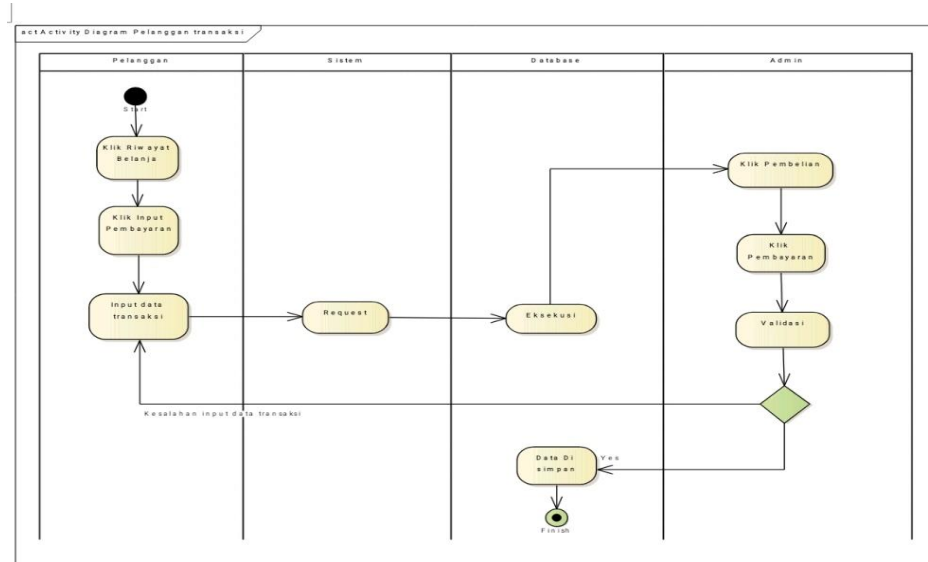 act Activity Diagram Pelanggan transaksi
Pelanggan
Sistem
Database
Admin
Start
Klik Riwayat
Belanja
Klik Input
Pembayaran
Input data
transaksi
Request
Eksekusi
Klik Pembelian
Klik
Pembayaran
Validasi
Kesalahan input data transaksi
Data Di
simpan
Yes
Finish